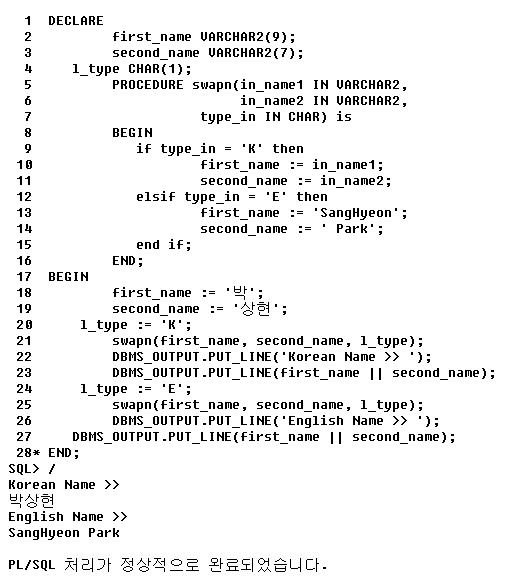 1 DECLARE
2 first_name VARCHAR2(9);
3 second_name VARCHAR2(7);
4 l_type CHAR(1);
5 PROCEDURE swapn(in_name1 IN VARCHAR2,
6 in_name2 IN VARCHAR2,
7 type_in IN CHAR) is
8 BEGIN
9 if type_in = 'K' then
10 first_name := in_name1;
11 second_name := in_name2;
12 elsif type_in = 'E' then
13 first_name := 'SangHyeon';
14 second_name := ' Park';
15 end if;
16 END;
17 BEGIN
18 first_name := '박';
19 second_name := '상현';
20 l_type := 'K';
21 swapn(first_name, second_name, l_type);
22 DBMS_OUTPUT.PUT_LINE('Korean Name >> ');
23 DBMS_OUTPUT.PUT_LINE(first_name || second_name);
24 l_type := 'E';
25 swapn(first_name, second_name, l_type);
26 DBMS_OUTPUT.PUT_LINE('English Name >> ');
27 DBMS_OUTPUT.PUT_LINE(first_name || second_name);
28* END;
SQL> /
Korean Name >>
박상현
English Name >>
SangHyeon Park
PL/SQL 처리가 정상적으로 완료되었습니다.